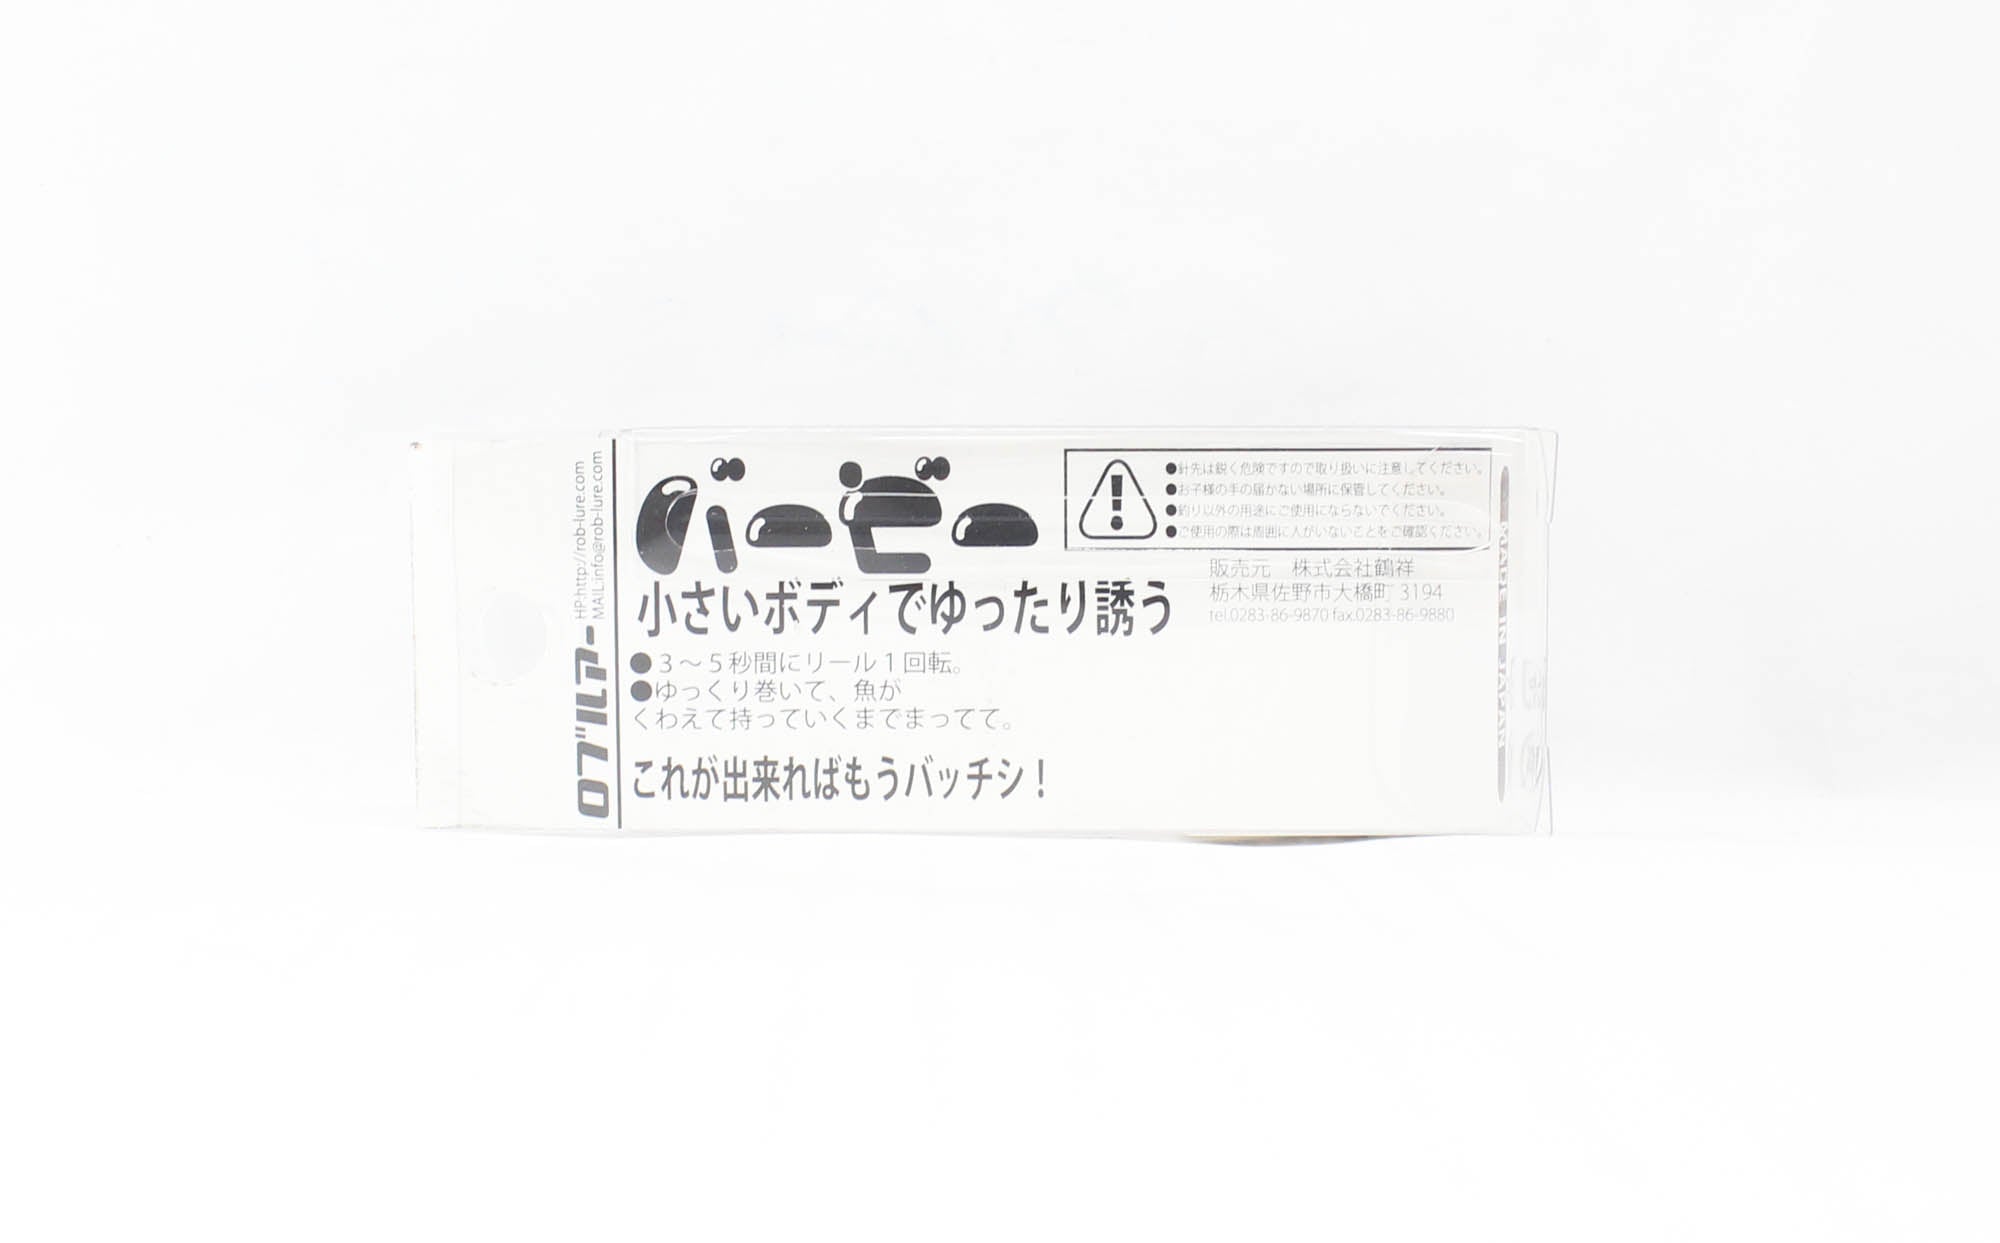 ロブルアー
HP:http://rob-lure.com
MAIL:info@rob-lure.com
バービー
小さいボディでゆったり誘う
●3～5秒間にリール1回転。
●ゆっくり巻いて、魚が
くわえて持っていくまでまってて。
これが出来ればもうバッチシ！
●針先は鋭く危険ですので取り扱いに注意してください。
●お子様の手の届かない場所に保管してください。
●釣り以外の用途にご使用にならないでください。
●ご使用の際は周囲に人がいないことをご確認ください。
販売元　株式会社鶴祥
栃木県佐野市大橋町 3194
tel.0283-86-9870 fax.0283-86-9880
MADE IN JAPAN